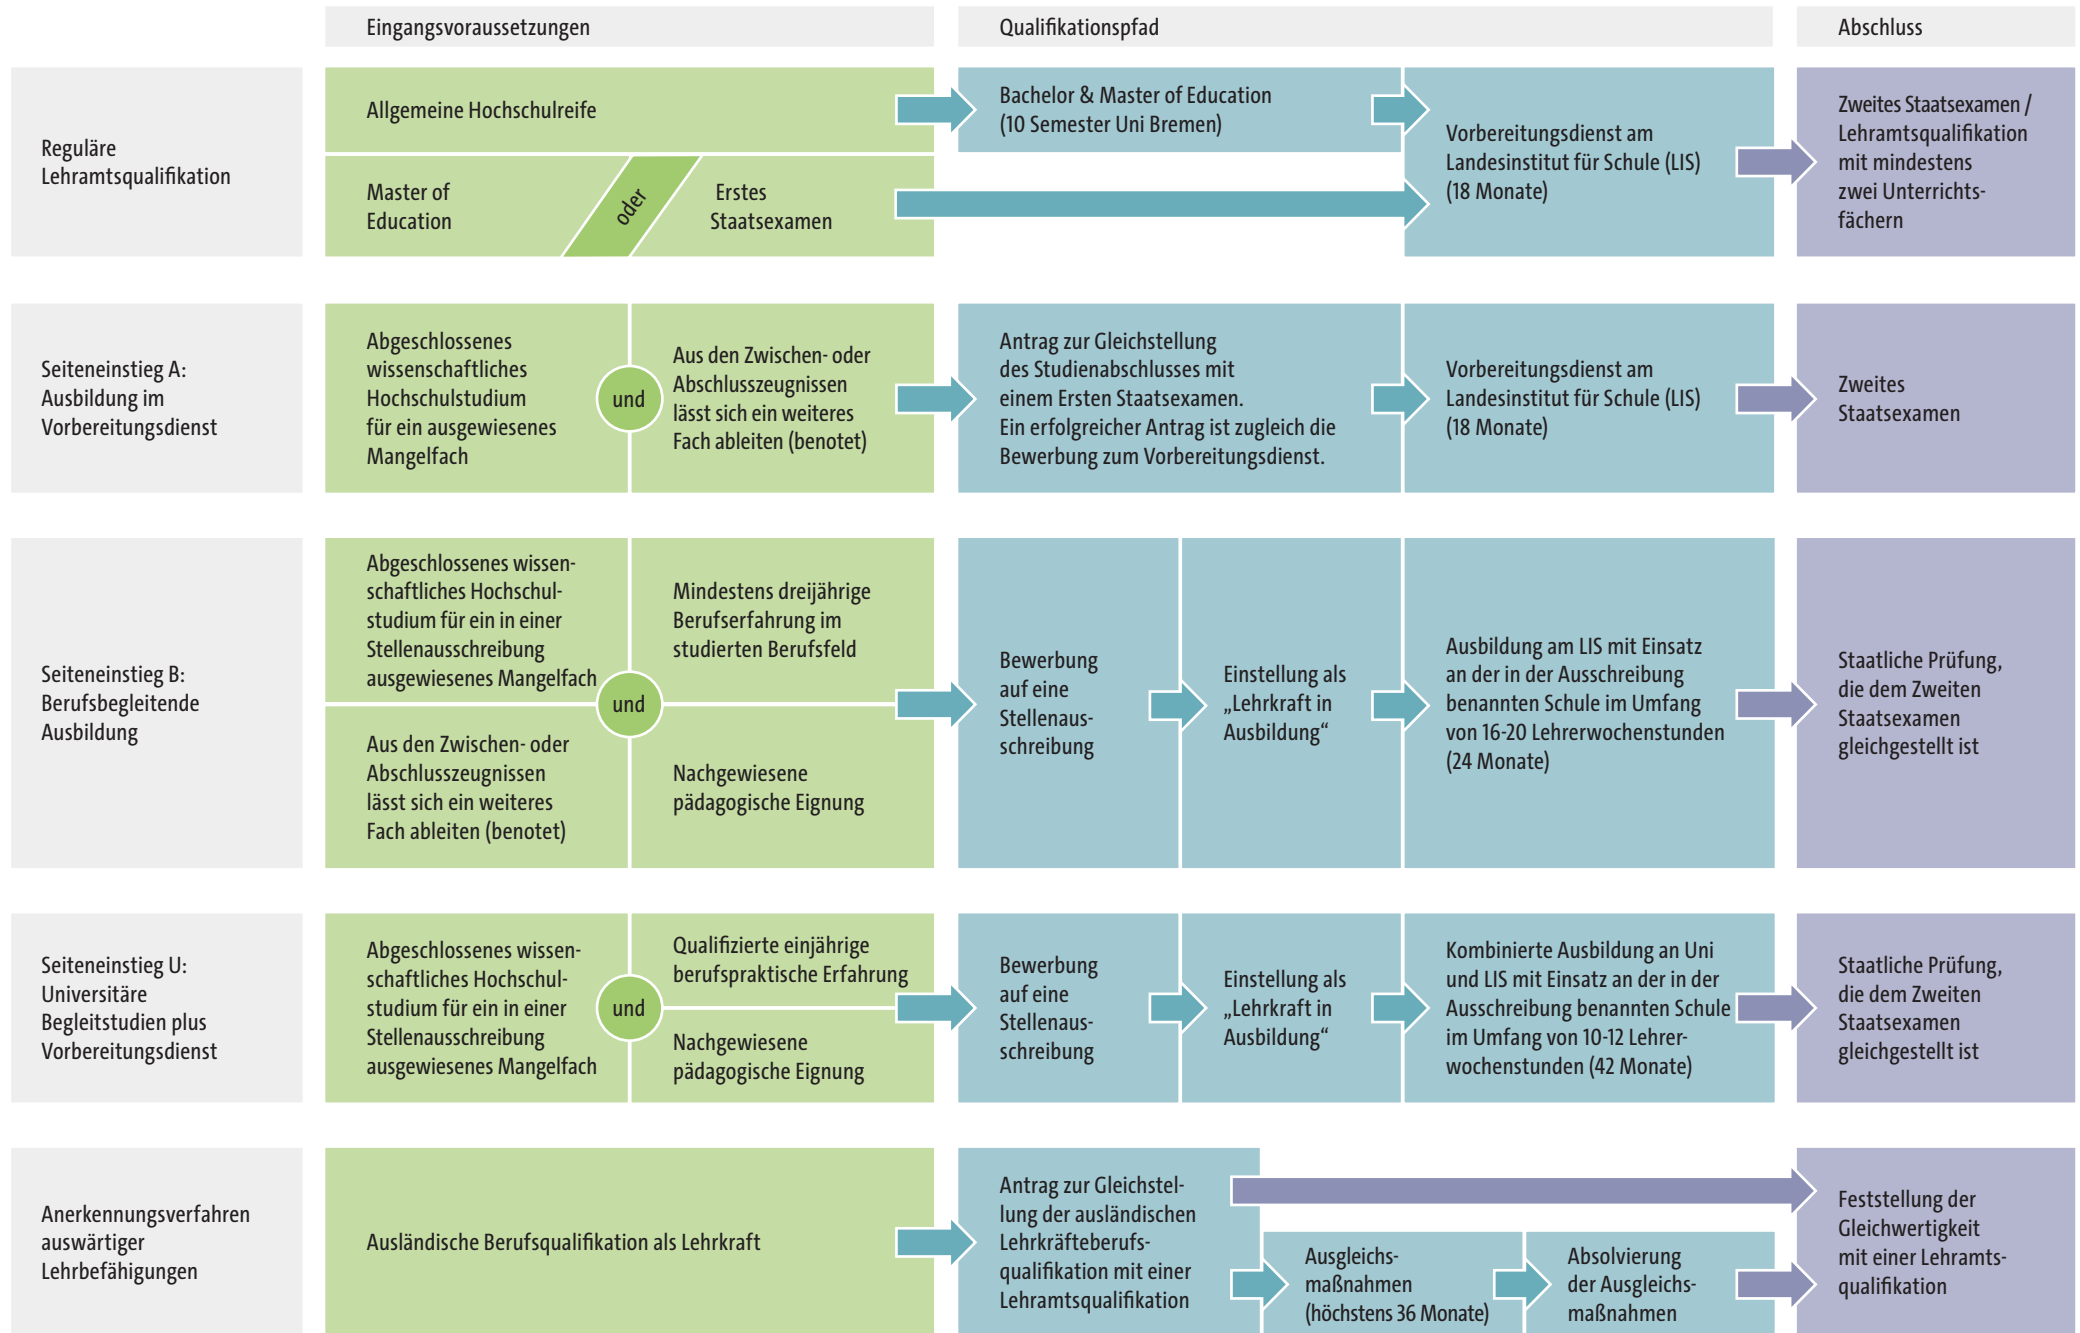 Eingangsvoraussetzungen
Qualifikationspfad
Abschluss
Reguläre
Lehramtsqualifikation
Allgemeine Hochschulreife
Master of
Education
oder
Erstes
Staatsexamen
Bachelor & Master of Education
(10 Semester Uni Bremen)
Vorbereitungsdienst am
Landesinstitut für Schule (LIS)
(18 Monate)
Zweites Staatsexamen /
Lehramtsqualifikation
mit mindestens
zwei Unterrichts-
fächern
Seiteneinstieg A:
Ausbildung im
Vorbereitungsdienst
Abgeschlossenes
wissenschaftliches
Hochschulstudium
für ein ausgewiesenes
Mangelfach
und
Aus den Zwischen- oder
Abschlusszeugnissen
lässt sich ein weiteres
Fach ableiten (benotet)
Antrag zur Gleichstellung
des Studienabschlusses mit
einem Ersten Staatsexamen.
Ein erfolgreicher Antrag ist zugleich die
Bewerbung zum Vorbereitungsdienst.
Vorbereitungsdienst am
Landesinstitut für Schule (LIS)
(18 Monate)
Zweites
Staatsexamen
Seiteneinstieg B:
Berufsbegleitende
Ausbildung
Abgeschlossenes wissen-
schaftliches Hochschul-
studium für ein in einer
Stellenausschreibung
ausgewiesenes Mangelfach
Mindestens dreijährige
Berufserfahrung im
studierten Berufsfeld
und
Aus den Zwischen- oder
Abschlusszeugnissen
lässt sich ein weiteres
Fach ableiten (benotet)
Nachgewiesene
pädagogische Eignung
Bewerbung
auf eine
Stellenaus-
schreibung
Einstellung als
„Lehrkraft in
Ausbildung“
Ausbildung am LIS mit Einsatz
an der in der Ausschreibung
benannten Schule im Umfang
von 16-20 Lehrerwochenstunden
(24 Monate)
Staatliche Prüfung,
die dem Zweiten
Staatsexamen
gleichgestellt ist
Seiteneinstieg U:
Universitäre
Begleitstudien plus
Vorbereitungsdienst
Abgeschlossenes wissen-
schaftliches Hochschul-
studium für ein in einer
Stellenausschreibung
ausgewiesenes Mangelfach
und
Qualifizierte einjährige
berufspraktische Erfahrung
Nachgewiesene
pädagogische Eignung
Bewerbung
auf eine
Stellenaus-
schreibung
Einstellung als
„Lehrkraft in
Ausbildung“
Kombinierte Ausbildung an Uni
und LIS mit Einsatz an der in der
Ausschreibung benannten Schule
im Umfang von 10-12 Lehrer-
wochenstunden (42 Monate)
Staatliche Prüfung,
die dem Zweiten
Staatsexamen
gleichgestellt ist
Anerkennungsverfahren
auswärtiger
Lehrbefähigungen
Ausländische Berufsqualifikation als Lehrkraft
Antrag zur Gleichstel-
lung der ausländischen
Lehrkräfteberufs-
qualifikation mit einer
Lehramtsqualifikation
Ausgleichs-
maßnahmen
(höchstens 36 Monate)
Absolvierung
der Ausgleichs-
maßnahmen
Feststellung der
Gleichwertigkeit
mit einer Lehramts-
qualifikation